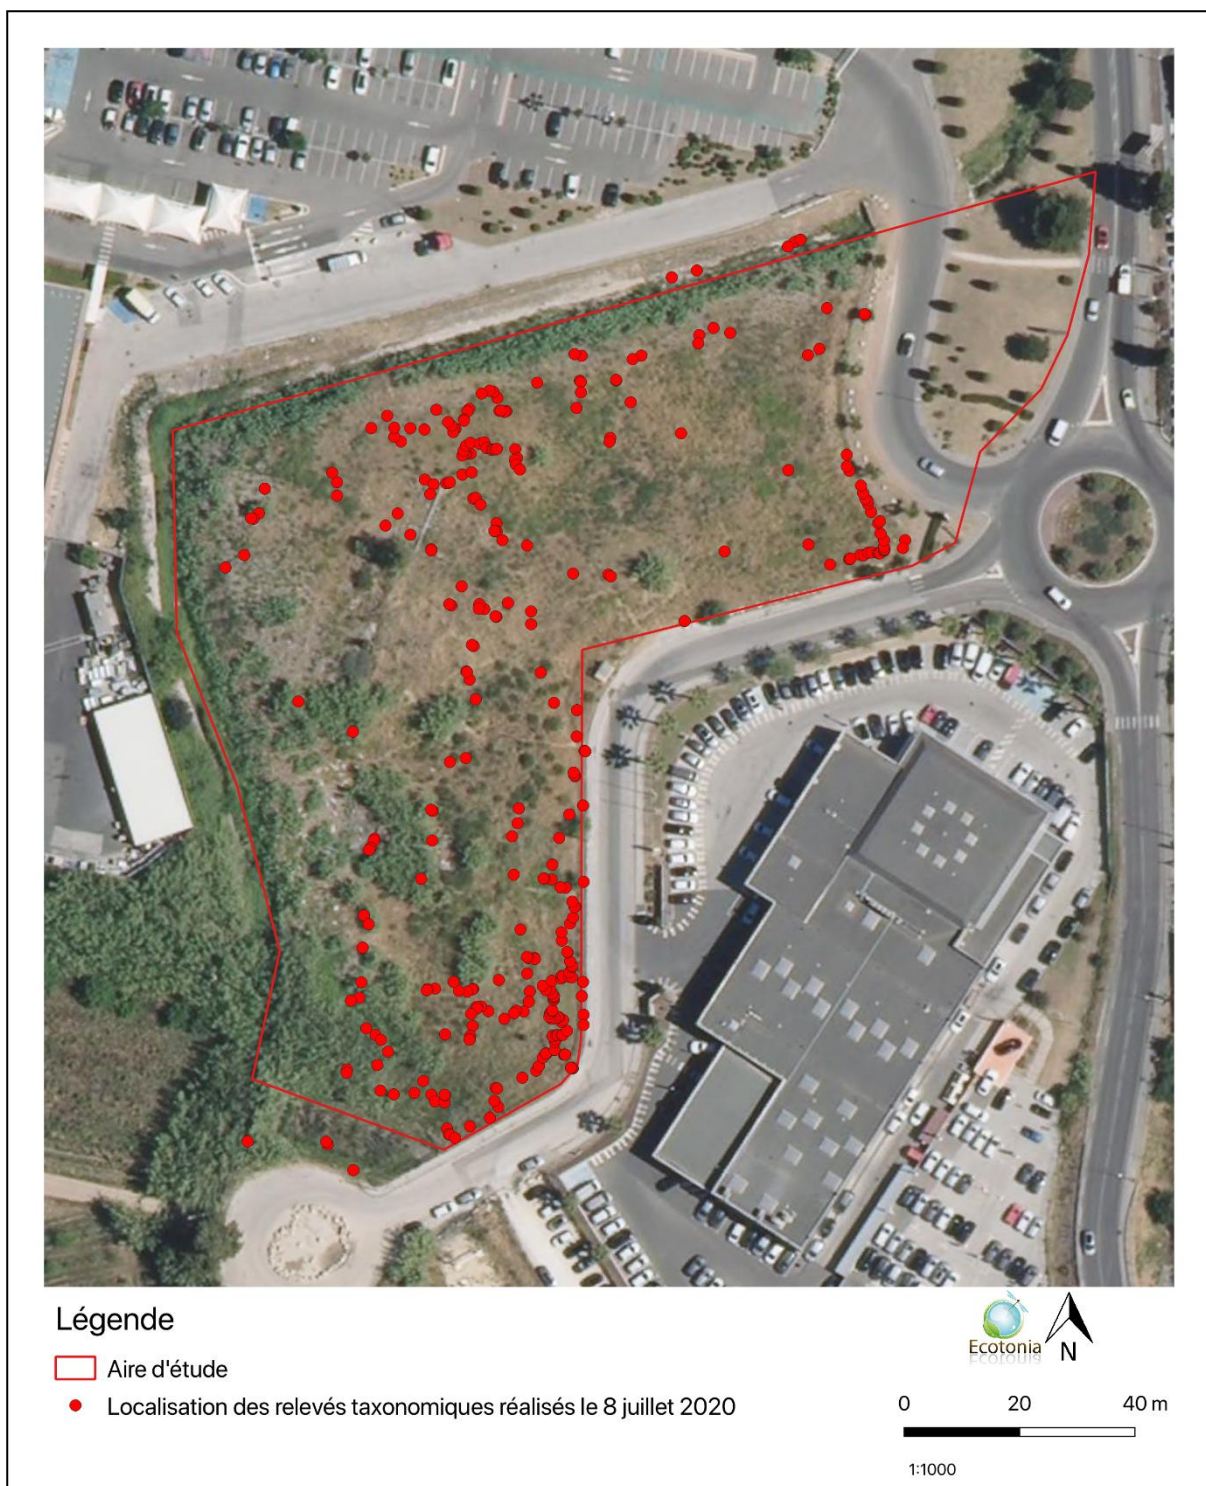 Légende
Aire d'étude
Localisation des relevés taxonomiques réalisés le 8 juillet 2020
Ecotonia
N
0 20 40 m
1:1000